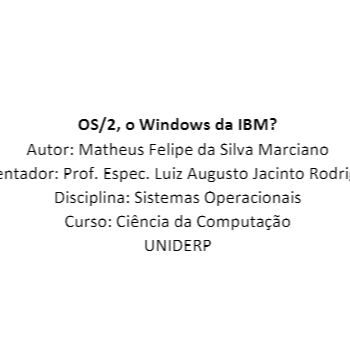 OS/2, o Windows da IBM?
Autor: Matheus Felipe da Silva Marciano
Prof. Espec. Luiz Augusto Jacinto
Disciplina: Sistemas Operacionais
Curso: Ciência da Computação
UNIDERP